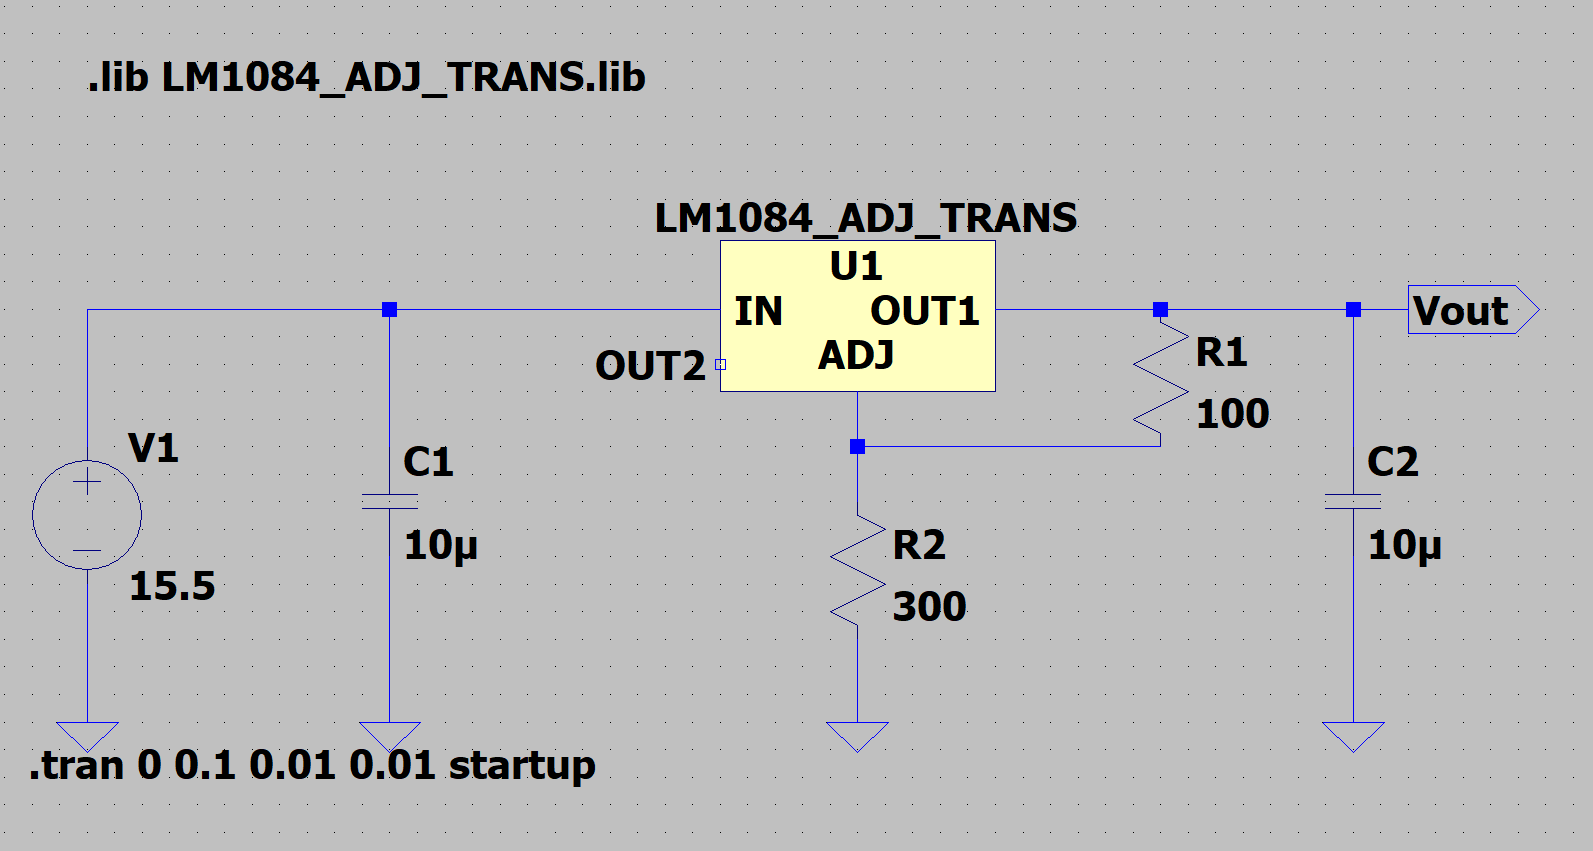 .lib LM1084_ADJ_TRANS.lib
LM1084_ADJ_TRANS
U1
IN OUT1
Vout
ADJ
OUT2
R1
100
V1
C1
C2
10µ
R2
10µ
15.5
300
.tran 0 0.1 0.01 0.01 startup